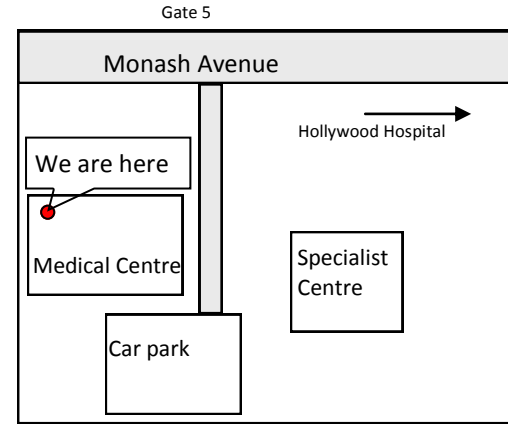 Gate 5
Monash Avenue
Hollywood Hospital
We are here
Medical Centre
Specialist
Centre
Car park